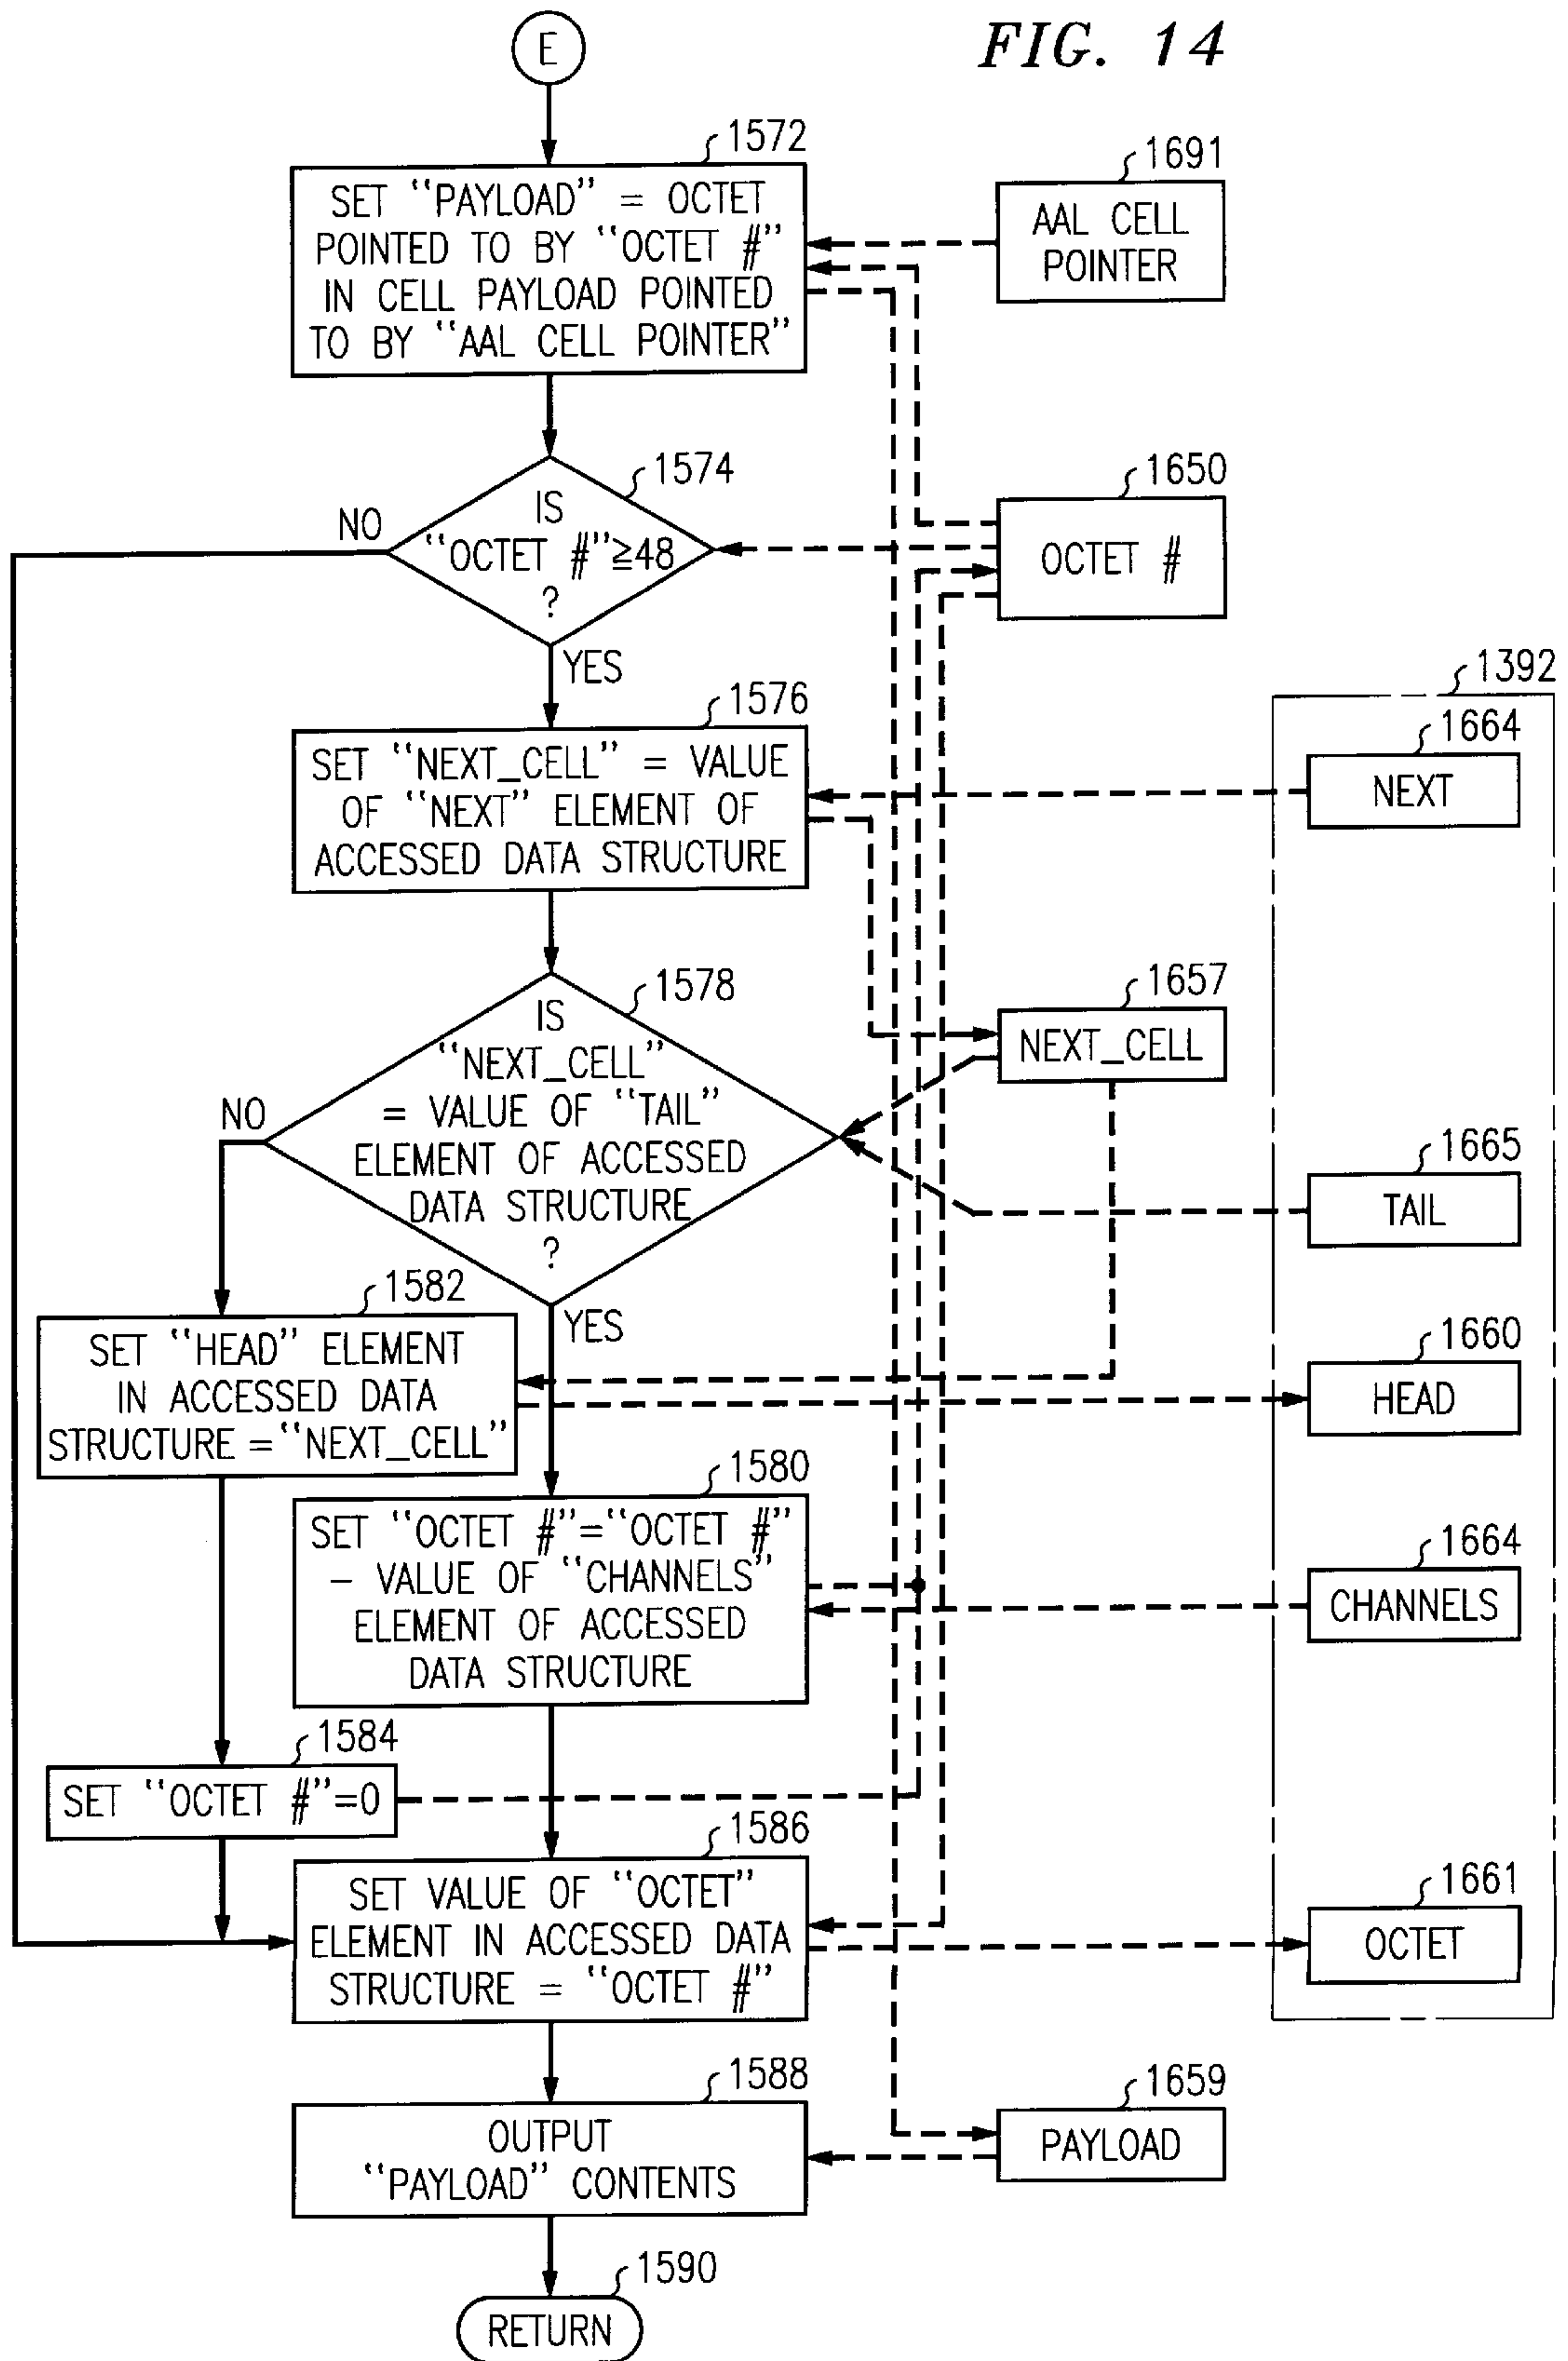 FIG. 14
E
1572
SET "PAYLOAD" = OCTET
POINTED TO BY "OCTET #"
IN CELL PAYLOAD POINTED
TO BY "AAL CELL POINTER"
1691
AAL CELL
POINTER
1574
IS
"OCTET #"≧48
?
NO
YES
1650
OCTET #
1392
1576
SET "NEXT_CELL" = VALUE
OF "NEXT" ELEMENT OF
ACCESSED DATA STRUCTURE
1664
NEXT
1578
IS
"NEXT_CELL"
= VALUE OF "TAIL"
ELEMENT OF ACCESSED
DATA STRUCTURE
?
NO
YES
1657
NEXT_CELL
1665
TAIL
1582
SET "HEAD" ELEMENT
IN ACCESSED DATA
STRUCTURE = "NEXT_CELL"
1660
HEAD
1580
SET "OCTET #"="OCTET #"
– VALUE OF "CHANNELS"
ELEMENT OF ACCESSED
DATA STRUCTURE
1664
CHANNELS
1584
SET "OCTET #"=0
1586
SET VALUE OF "OCTET"
ELEMENT IN ACCESSED DATA
STRUCTURE = "OCTET #"
1661
OCTET
1588
OUTPUT
"PAYLOAD" CONTENTS
1659
PAYLOAD
1590
RETURN